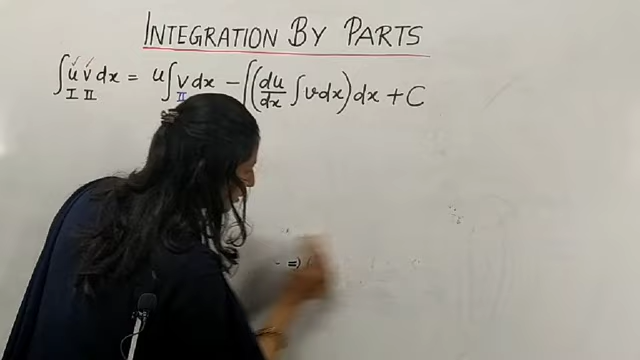 INTEGRATION BY PARTS
∫ u v dx = u ∫ v dx − ∫ ( du/dx ∫ v dx ) dx + C
I II II
⇒